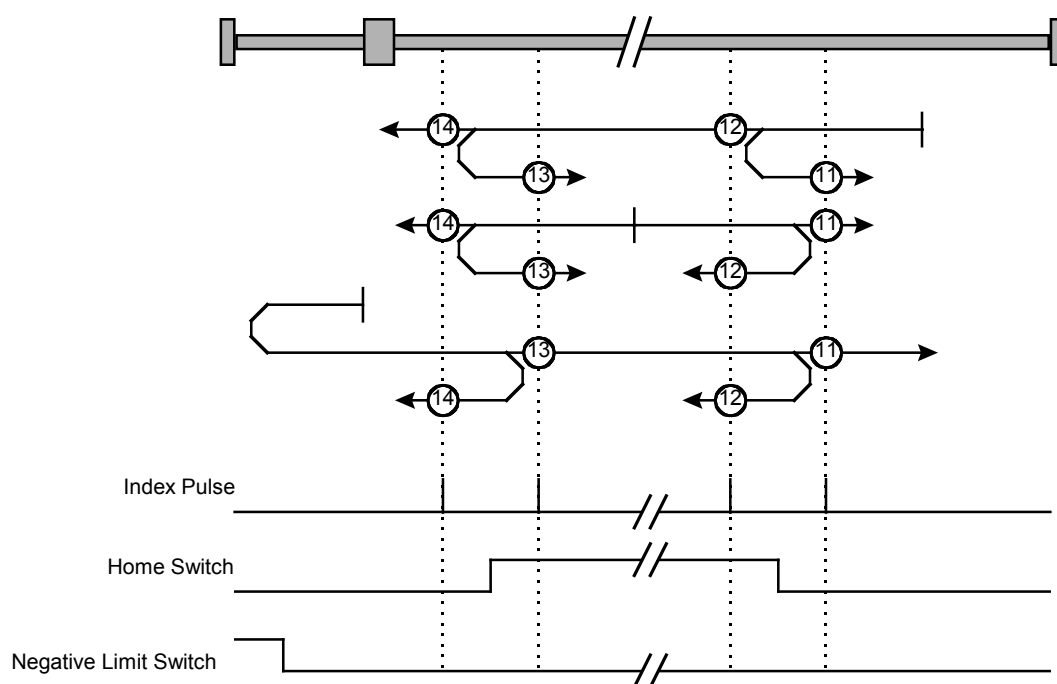 14 12
13 11
14 11
13 12
13 11
14 12
Index Pulse
Home Switch
Negative Limit Switch